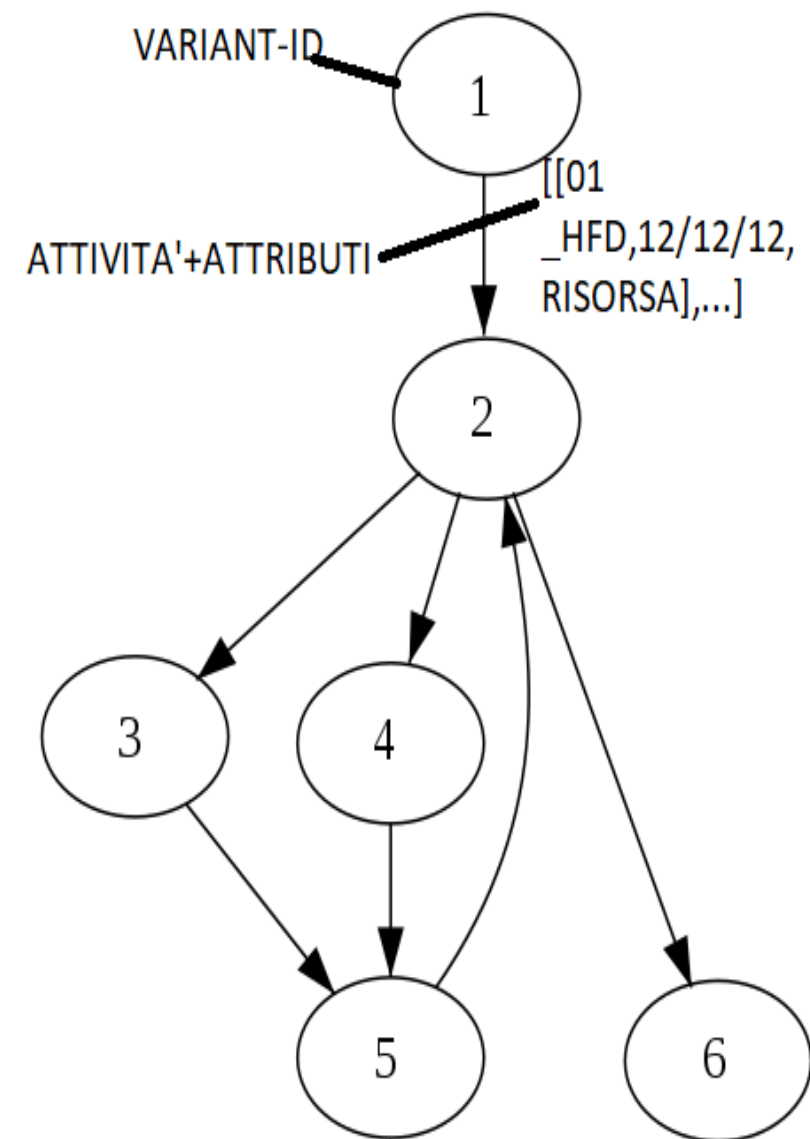 VARIANT-ID
1
[[01
_HFD,12/12/12,
ATTIVITA'+ATTRIBUTI
RISORSA],...]
2
3
4
5
6